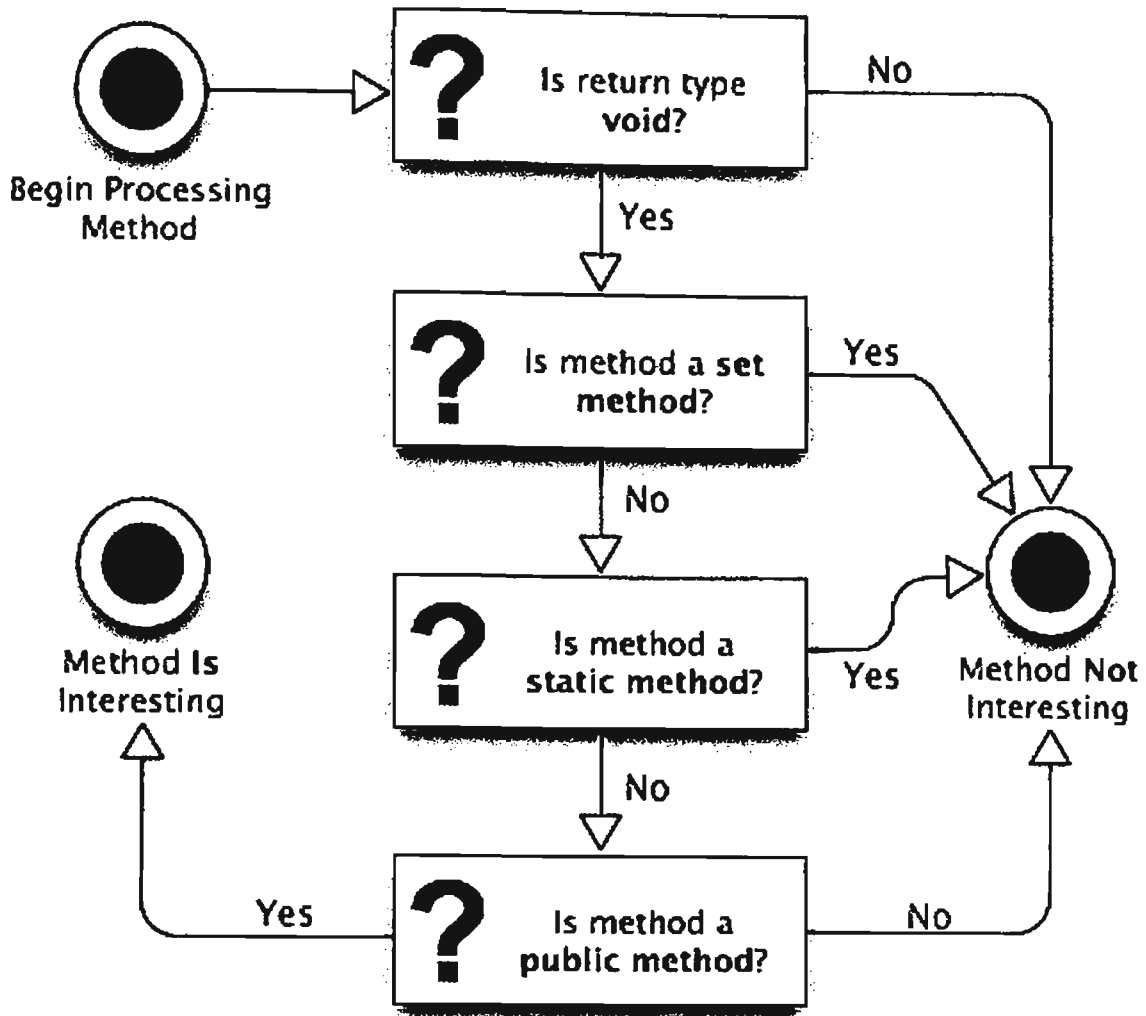 Begin Processing
Method
?
Is return type
void?
No
Yes
?
Is method a set
method?
Yes
No
?
Is method a
static method?
Yes
No
Method Is
Interesting
Method Not
Interesting
?
Is method a
public method?
Yes
No